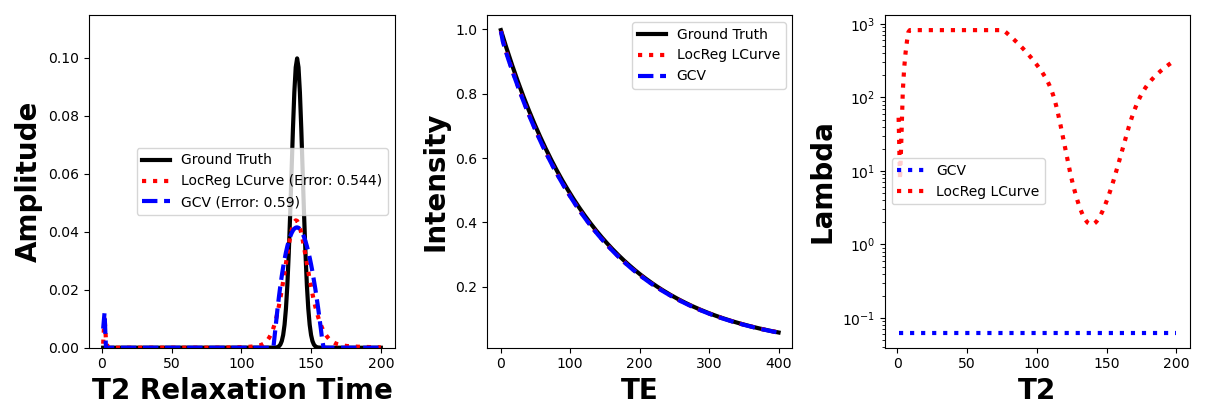 Amplitude
0.10
0.08
0.06
0.04
0.02
0.00
Ground Truth
LocReg LCurve (Error: 0.544)
GCV (Error: 0.59)
0
50
100
150
200
T2 Relaxation Time
Intensity
1.0
0.8
0.6
0.4
0.2
Ground Truth
LocReg LCurve
GCV
0
100
200
300
400
TE
Lambda
10³
10²
10¹
10⁰
10⁻¹
GCV
LocReg LCurve
0
50
100
150
200
T2